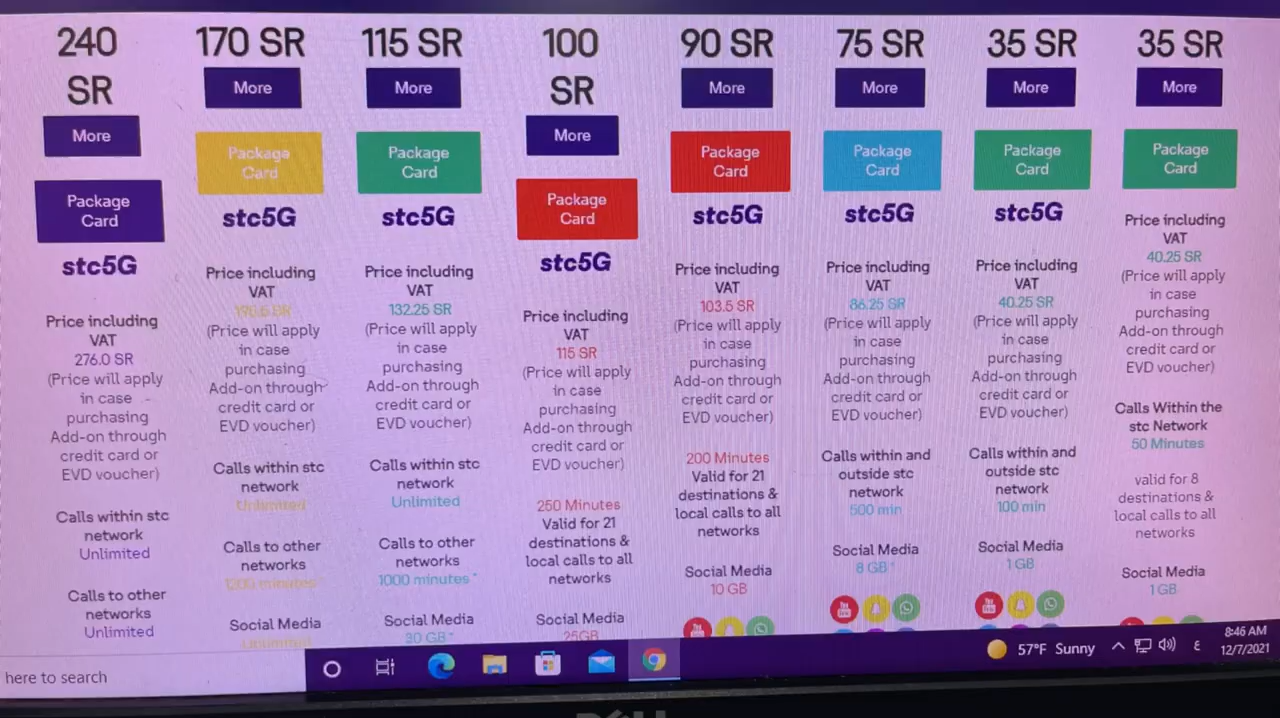 240
SR
More
Package
Card
stc5G
Price including
VAT
276.0 SR
(Price will apply
in case
purchasing
Add-on through
credit card or
EVD voucher)
Calls within stc
network
Unlimited
Calls to other
networks
Unlimited
170 SR
More
Package
Card
stc5G
Price including
VAT
(Price will apply
in case
purchasing
Add-on through
credit card or
EVD voucher)
Calls within stc
network
Unlimited
Calls to other
networks
minutes
Social Media
Unlimited
115 SR
More
Package
Card
stc5G
Price including
VAT
132.25 SR
(Price will apply
in case
purchasing
Add-on through
credit card or
EVD voucher)
Calls within stc
network
Unlimited
Calls to other
networks
1000 minutes *
Social Media
GB *
100
SR
More
Package
Card
stc5G
Price including
VAT
115 SR
(Price will apply
in case
purchasing
Add-on through
credit card or
EVD voucher)
250 Minutes
Valid for 21
destinations &
local calls to all
networks
Social Media
25GB
90 SR
More
Package
Card
stc5G
Price including
VAT
103.5 SR
(Price will apply
in case
purchasing
Add-on through
credit card or
EVD voucher)
200 Minutes
Valid for 21
destinations &
local calls to all
networks
Social Media
10 GB
75 SR
More
Package
Card
stc5G
Price including
VAT
86.25 SR
(Price will apply
in case
purchasing
Add-on through
credit card or
EVD voucher)
Calls within and
outside stc
network
500 min
Social Media
8 GB *
35 SR
More
Package
Card
stc5G
Price including
VAT
40.25 SR
(Price will apply
in case
purchasing
Add-on through
credit card or
EVD voucher)
Calls within and
outside stc
network
100 min
Social Media
1 GB
35 SR
More
Package
Card
Price including
VAT
40.25 SR
(Price will apply
in case
purchasing
Add-on through
credit card or
EVD voucher)
Calls Within the
stc Network
50 Minutes
valid for 8
destinations &
local calls to all
networks
Social Media
1 GB
here to search
57°F Sunny
ع
8:46 AM
12/7/2021